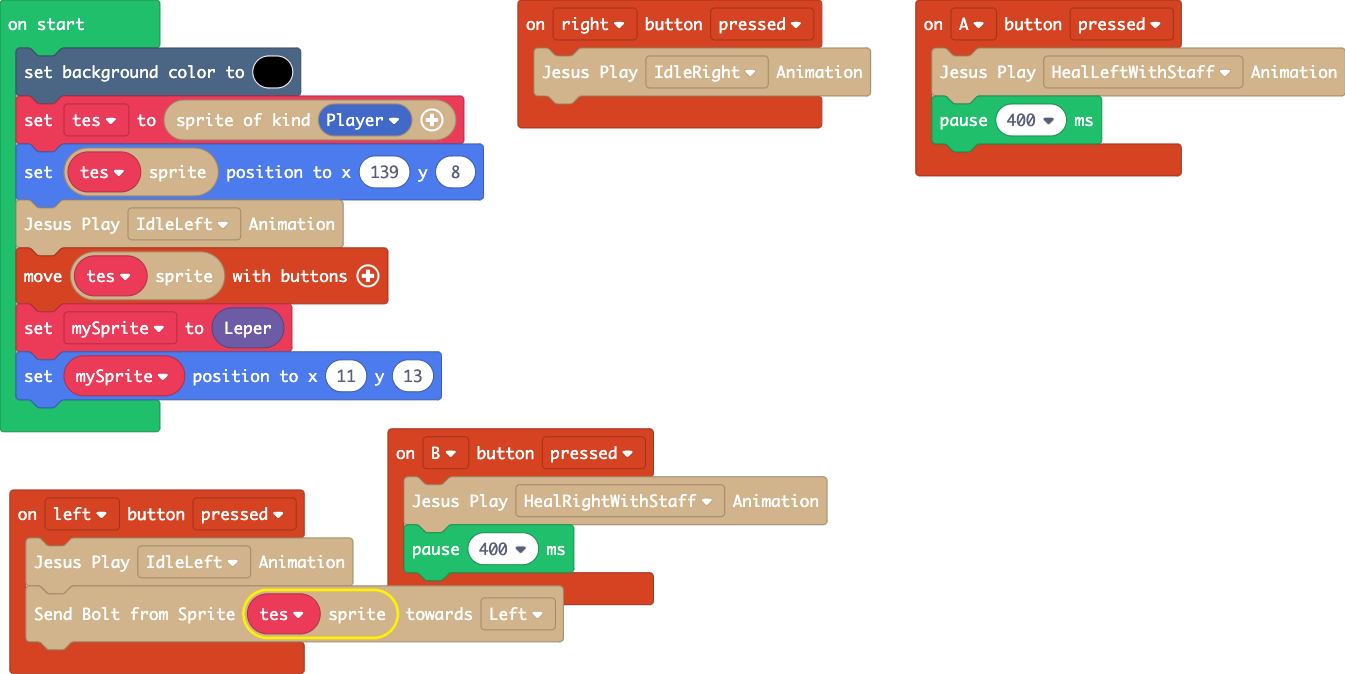 on start
set background color to
set tes to sprite of kind Player
set tes sprite position to x 139 y 8
Jesus Play IdleLeft Animation
move tes sprite with buttons
set mySprite to Leper
set mySprite position to x 11 y 13
on right button pressed
Jesus Play IdleRight Animation
on A button pressed
Jesus Play HealLeftWithStaff Animation
pause 400 ms
on B button pressed
Jesus Play HealRightWithStaff Animation
pause 400 ms
on left button pressed
Jesus Play IdleLeft Animation
Send Bolt from Sprite tes sprite towards Left